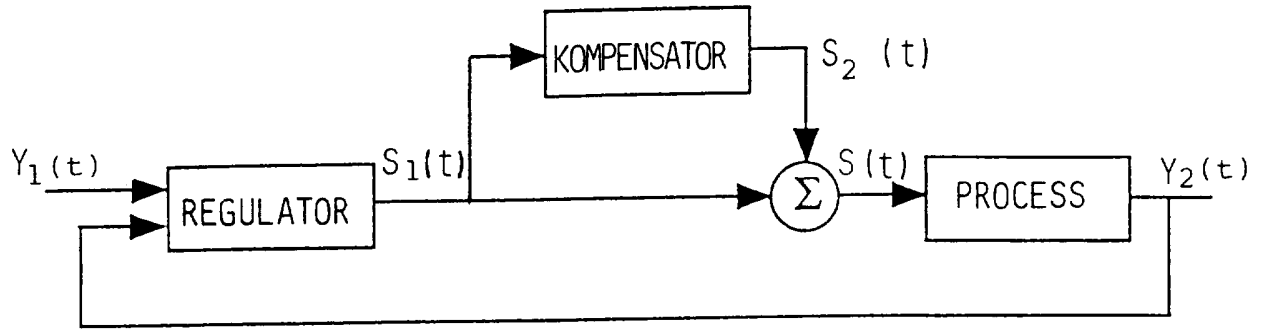 KOMPENSATOR
S2 (t)
Y1(t)
REGULATOR
S1(t)
Σ
S(t)
PROCESS
Y2(t)